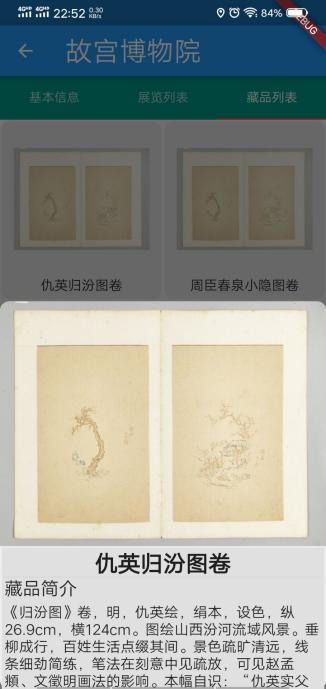 4G 4G 22:52 0.30 KB/s 84%
← 故宫博物院
基本信息 展览列表 藏品列表
仇英归汾图卷 周臣春泉小隐图卷
仇英归汾图卷
藏品简介
《归汾图》卷，明，仇英绘，绢本，设色，纵
26.9cm，横124cm。图绘山西汾河流域风景。垂
柳成行，百姓生活点缀其间。景色疏旷清远，线
条细劲简练，笔法在刻意中见疏放，可见赵孟
頫、文徵明画法的影响。本幅自识：“仇英实父